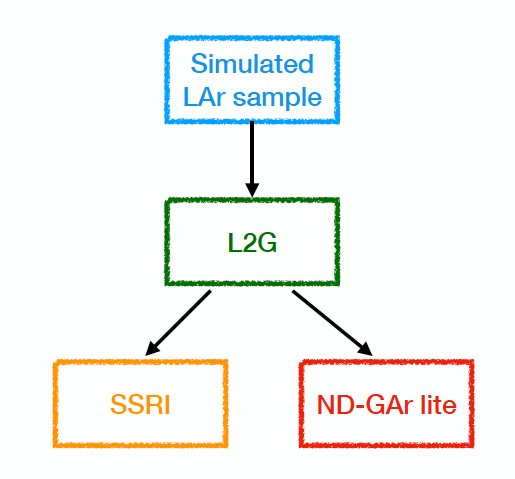 Simulated
LAr sample
L2G
SSRI
ND-GAr lite